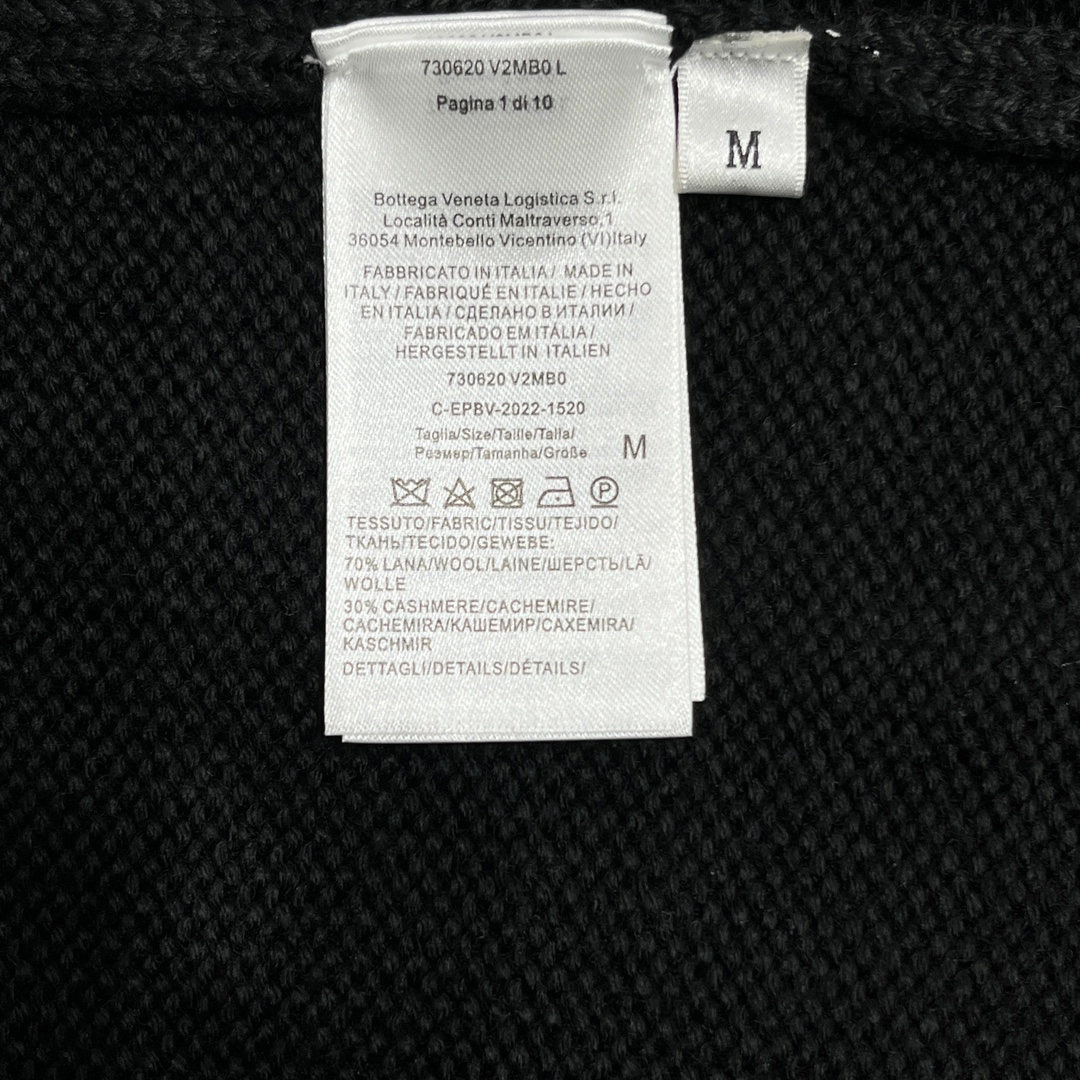 730620 V2MB0 L
Pagina 1 di 10
M
Bottega Veneta Logistica S.r.l.
Località Conti Maltraverso,1
36054 Montebello Vicentino (VI)Italy
FABBRICATO IN ITALIA / MADE IN
ITALY / FABRIQUÉ EN ITALIE / HECHO
EN ITALIA / СДЕЛАНО В ИТАЛИИ /
FABRICADO EM ITÁLIA /
HERGESTELLT IN ITALIEN
730620 V2MB0
C-EPBV-2022-1520
Taglia/Size/Taille/Talla/
Размер/Tamanha/Größe M
P
TESSUTO/FABRIC/TISSU/TEJIDO/
ТКАНЬ/TECIDO/GEWEBE:
70% LANA/WOOL/LAINE/ШЕРСТЬ/LÃ/
WOLLE
30% CASHMERE/CACHEMIRE/
CACHEMIRA/КАШЕМИР/CAXEMIRA/
KASCHMIR
DETTAGLI/DETAILS/DÉTAILS/